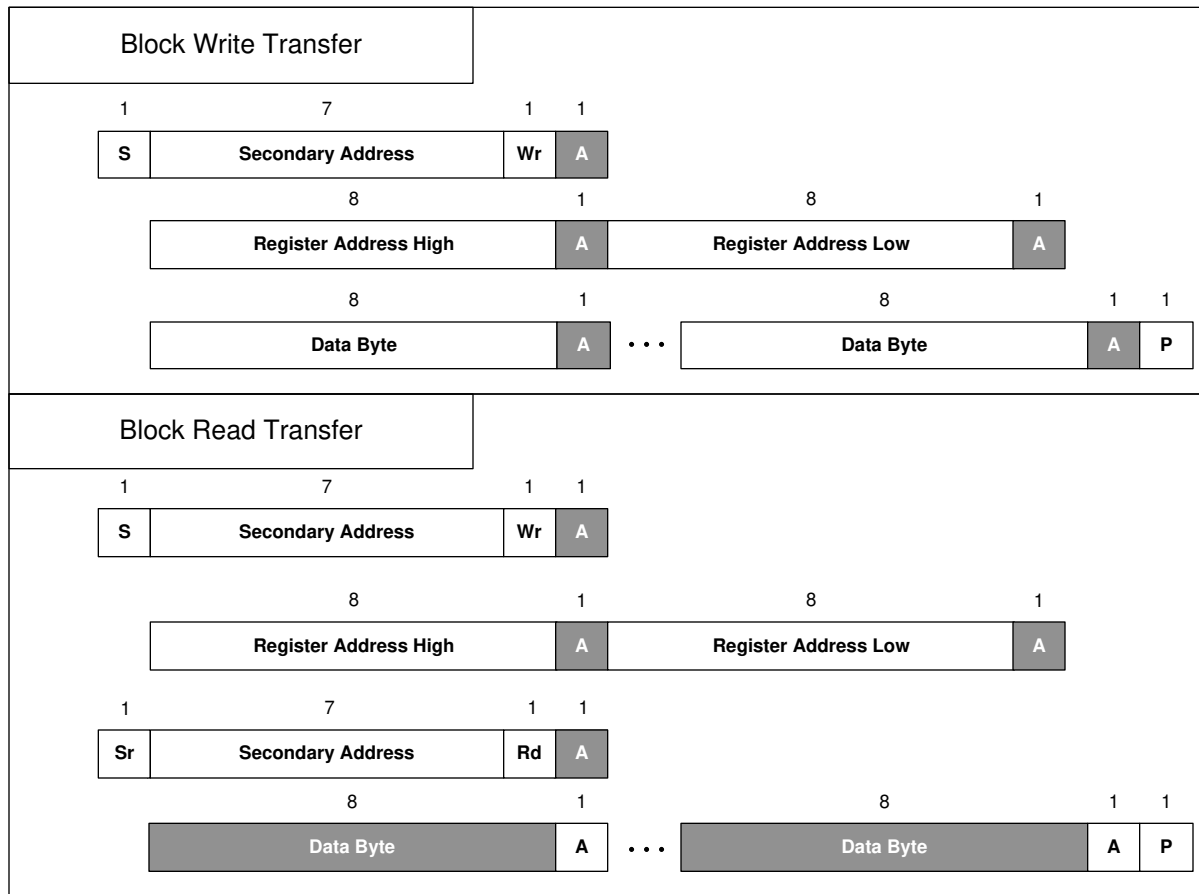 Block Write Transfer
1 7 1 1
S Secondary Address Wr A
8 1 8 1
Register Address High A Register Address Low A
8 1 8 1 1
Data Byte A ... Data Byte A P
Block Read Transfer
1 7 1 1
S Secondary Address Wr A
8 1 8 1
Register Address High A Register Address Low A
1 7 1 1
Sr Secondary Address Rd A
8 1 8 1 1
Data Byte A ... Data Byte A P